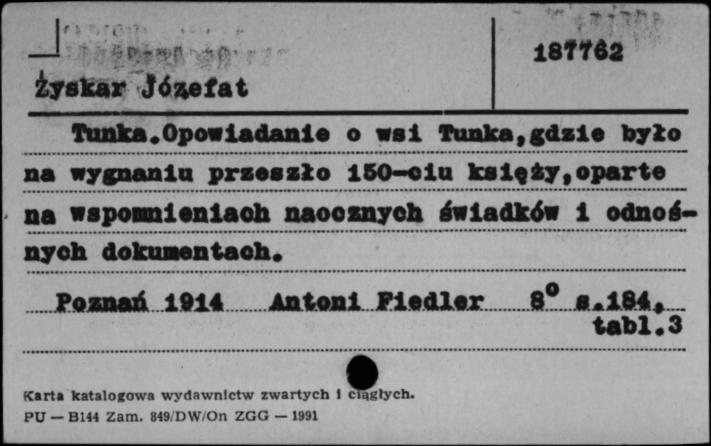 187762
Żyskar Józefat
Tunka.Opowiadanie o wsi Tunka,gdzie było
na wygnaniu przeszło 150-ciu księży,oparte
na wspomnieniach naocznych świadków i odnoś-
nych dokumentach.
Poznań 1914 Antoni Fiedler 8° s.184,
tabl.3
Karta katalogowa wydawnictw zwartych i ciągłych.
PU — B144 Zam. 849/DW/On ZGG — 1991